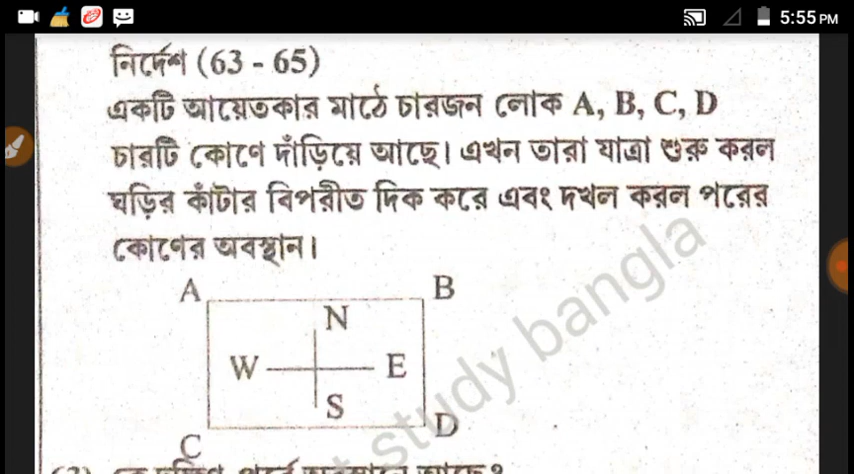 5:55 PM
নির্দেশ (63 - 65)
একটি আয়েতকার মাঠে চারজন লোক A, B, C, D
চারটি কোণে দাঁড়িয়ে আছে। এখন তারা যাত্রা শুরু করল
ঘড়ির কাঁটার বিপরীত দিক করে এবং দখল করল পরের
কোণের অবস্থান।
A B
N
W E
S
C D
study bangla